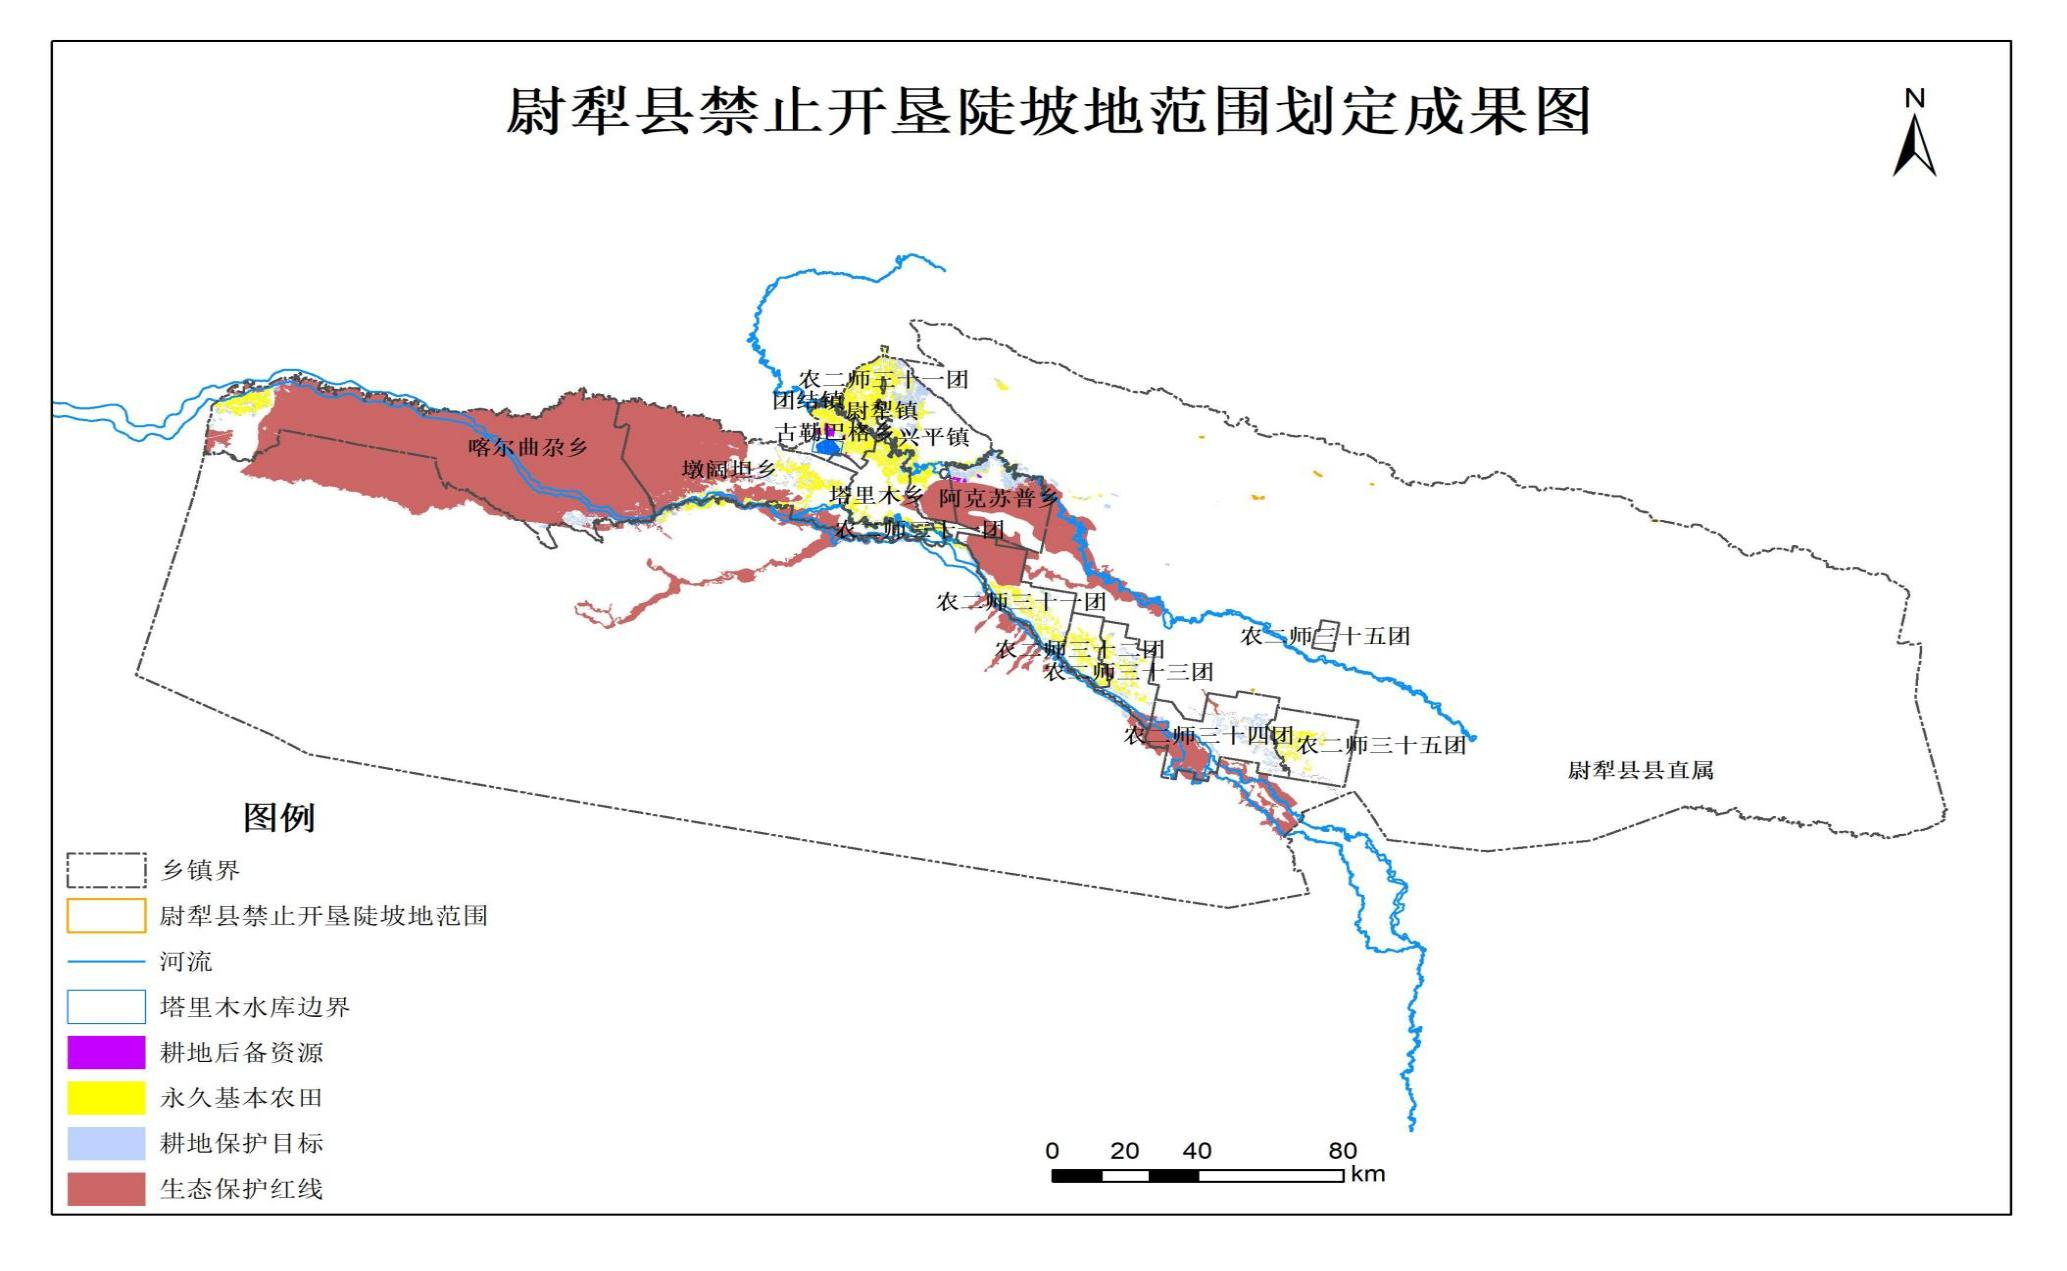 尉犁县禁止开垦陡坡地范围划定成果图
N
农二师三十一团
团结镇
尉犁镇
古勒巴格乡
兴平镇
喀尔曲尕乡
墩阔坦乡
塔里木乡
阿克苏普乡
农二师三十一团
农二师三十一团
农二师三十五团
农二师三十二团
农二师三十三团
农二师三十四团
农二师三十五团
尉犁县县直属
图例
乡镇界
尉犁县禁止开垦陡坡地范围
河流
塔里木水库边界
耕地后备资源
永久基本农田
耕地保护目标
生态保护红线
0 20 40 80
km